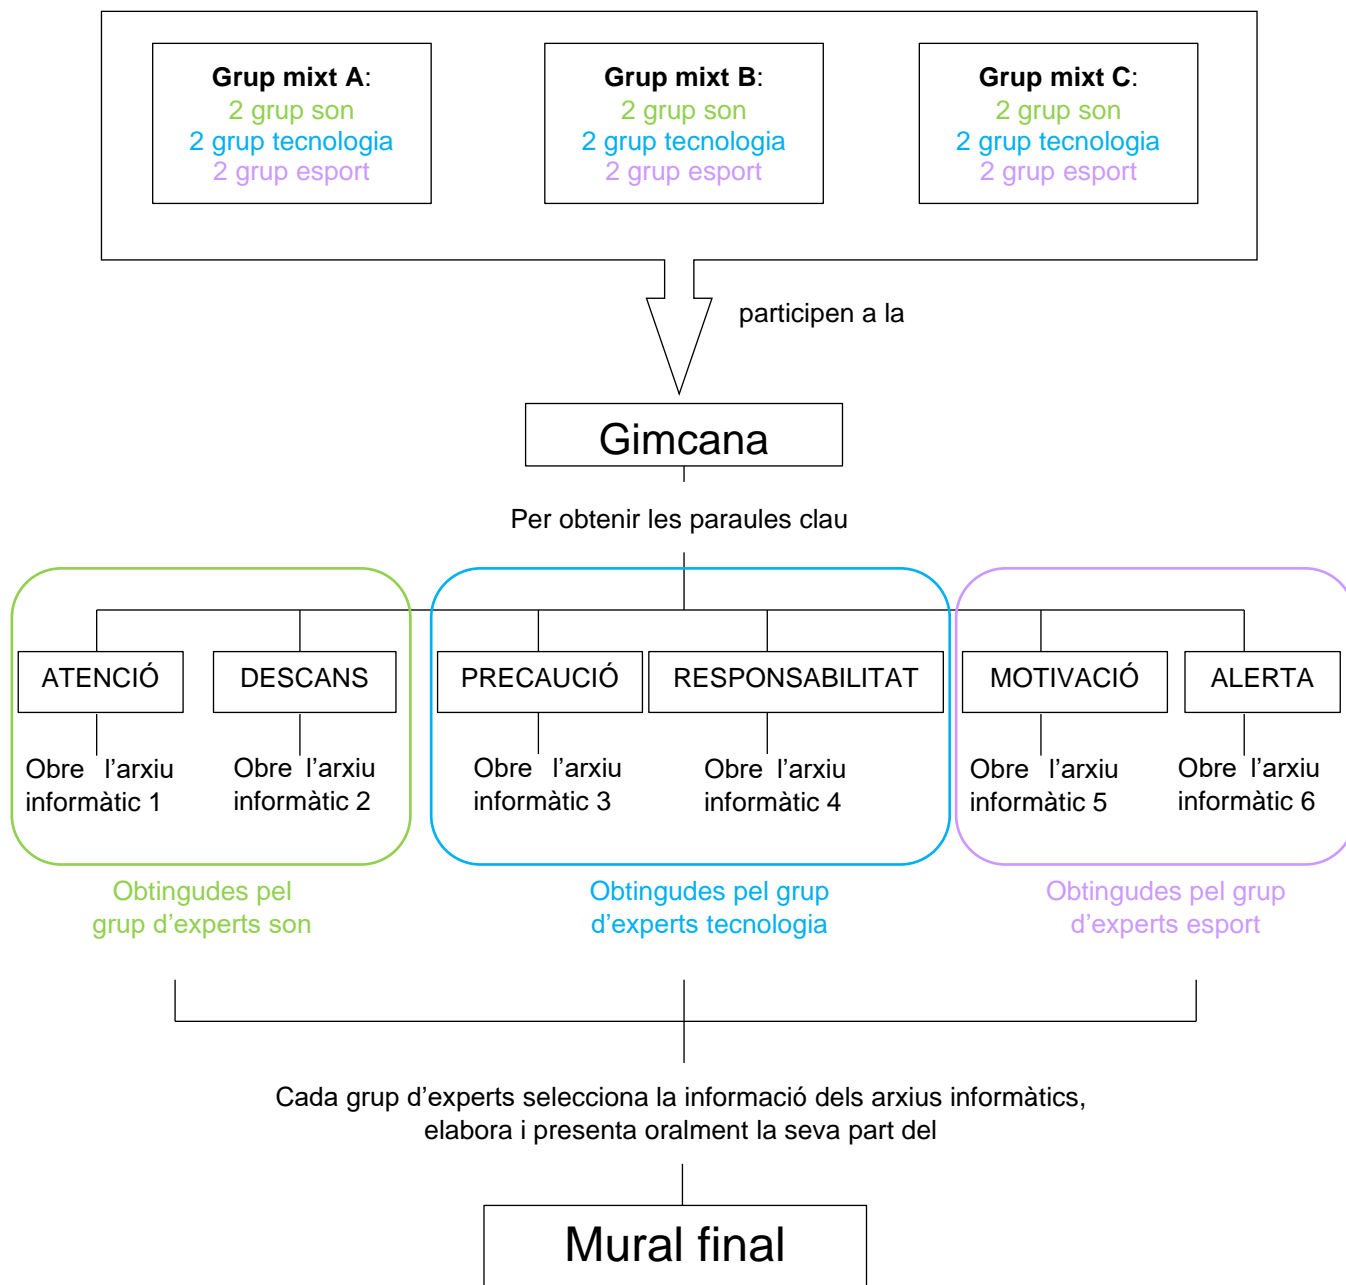 Grup mixt A:
2 grup son
2 grup tecnologia
2 grup esport
Grup mixt B:
2 grup son
2 grup tecnologia
2 grup esport
Grup mixt C:
2 grup son
2 grup tecnologia
2 grup esport
participen a la
Gimcana
Per obtenir les paraules clau
ATENCIÓ
DESCANS
PRECAUCIÓ
RESPONSABILITAT
MOTIVACIÓ
ALERTA
Obre l’arxiu
informàtic 1
Obre l’arxiu
informàtic 2
Obre l’arxiu
informàtic 3
Obre l’arxiu
informàtic 4
Obre l’arxiu
informàtic 5
Obre l’arxiu
informàtic 6
Obtingudes pel
grup d’experts son
Obtingudes pel grup
d’experts tecnologia
Obtingudes pel grup
d’experts esport
Cada grup d’experts selecciona la informació dels arxius informàtics,
elabora i presenta oralment la seva part del
Mural final